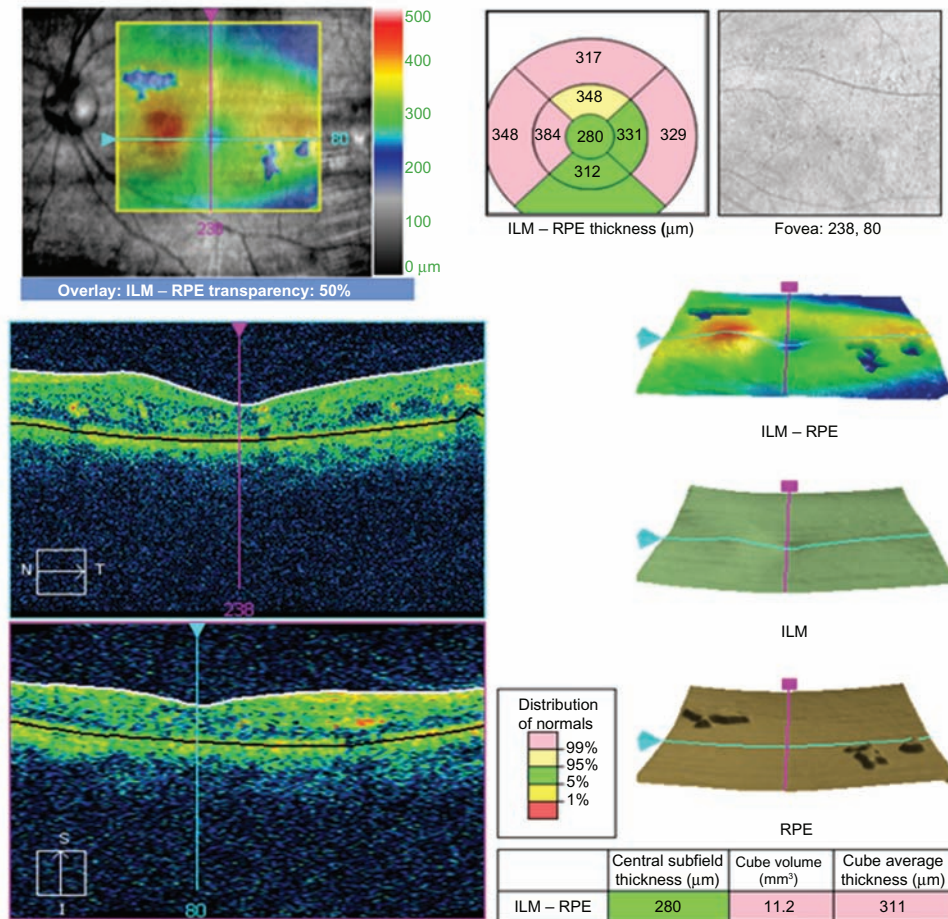 500
400
300
200
100
0 μm
80
238
Overlay: ILM – RPE transparency: 50%
317
348
348
384
280
331
329
312
ILM – RPE thickness (μm)
Fovea: 238, 80
ILM – RPE
N
T
238
ILM
S
I
80
Distribution
of normals
99%
95%
5%
1%
RPE
Central subfield
thickness (μm)
Cube volume
(mm³)
Cube average
thickness (μm)
ILM – RPE
280
11.2
311